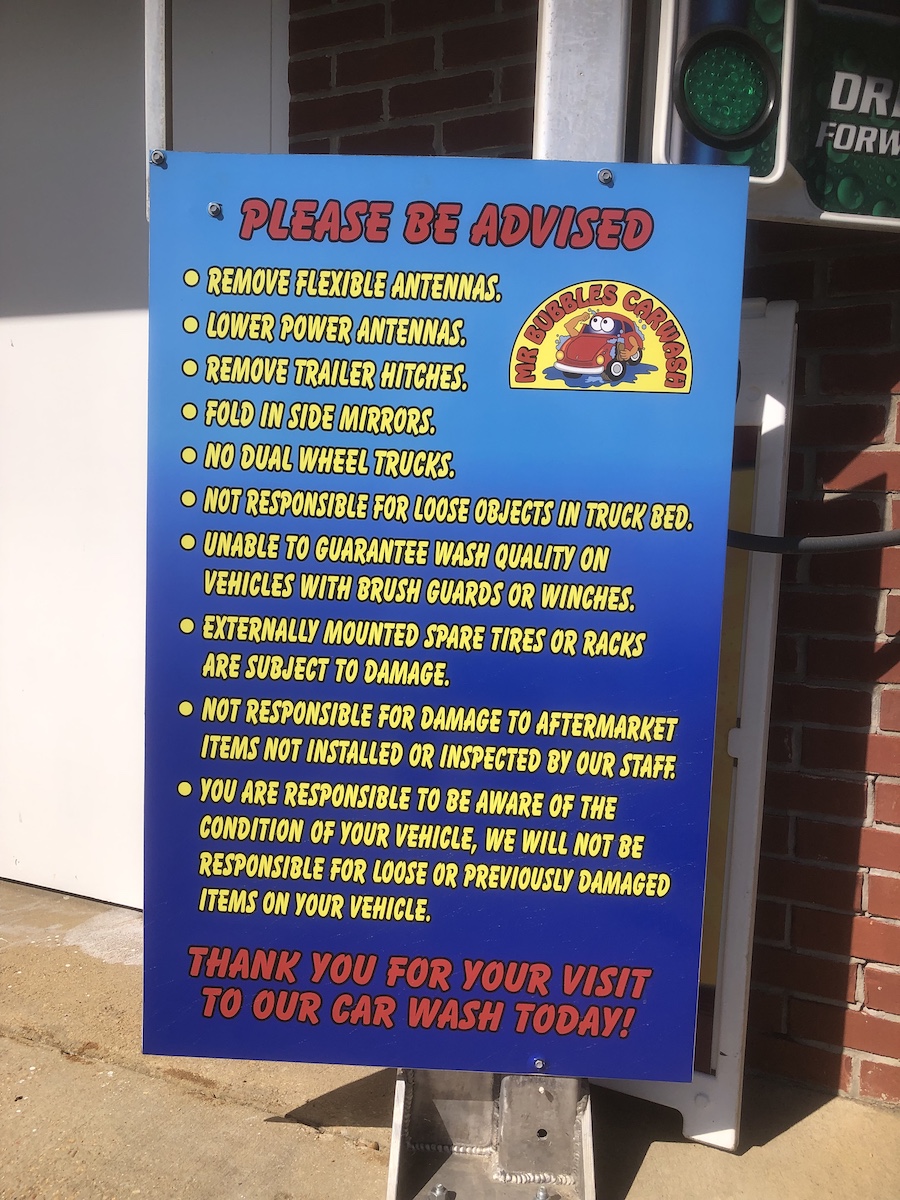 DRI
FORW
PLEASE BE ADVISED
• REMOVE FLEXIBLE ANTENNAS.
• LOWER POWER ANTENNAS.
• REMOVE TRAILER HITCHES.
• FOLD IN SIDE MIRRORS.
• NO DUAL WHEEL TRUCKS.
• NOT RESPONSIBLE FOR LOOSE OBJECTS IN TRUCK BED.
• UNABLE TO GUARANTEE WASH QUALITY ON
VEHICLES WITH BRUSH GUARDS OR WINCHES.
• EXTERNALLY MOUNTED SPARE TIRES OR RACKS
ARE SUBJECT TO DAMAGE.
• NOT RESPONSIBLE FOR DAMAGE TO AFTERMARKET
ITEMS NOT INSTALLED OR INSPECTED BY OUR STAFF.
• YOU ARE RESPONSIBLE TO BE AWARE OF THE
CONDITION OF YOUR VEHICLE, WE WILL NOT BE
RESPONSIBLE FOR LOOSE OR PREVIOUSLY DAMAGED
ITEMS ON YOUR VEHICLE.
THANK YOU FOR YOUR VISIT
TO OUR CAR WASH TODAY!
MR BUBBLES CARWASH